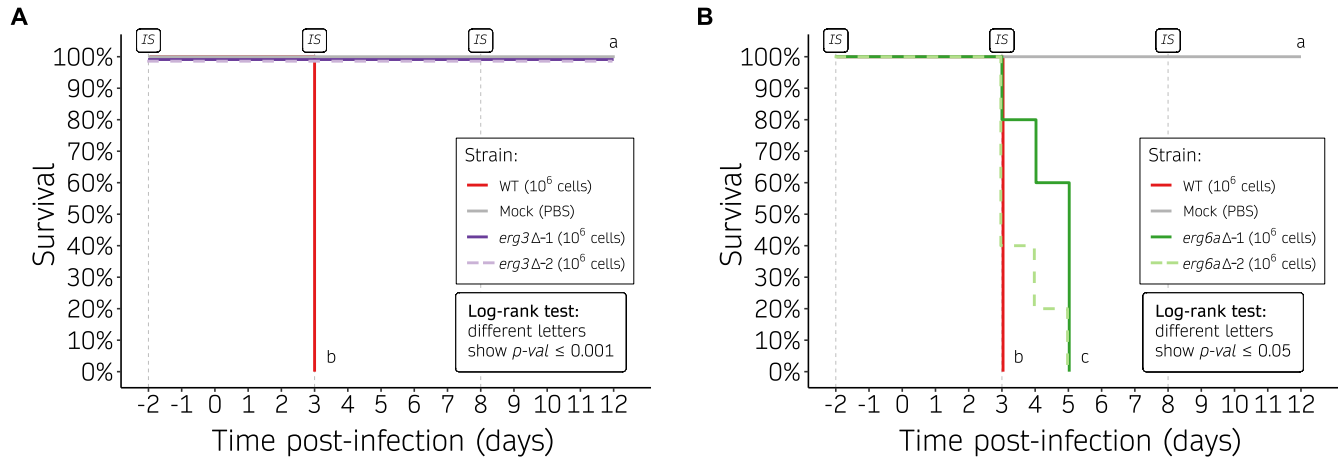 A
IS IS IS
a
100%
90%
80%
70%
60%
50%
40%
30%
20%
10%
0%
Survival
Strain:
WT (10⁶ cells)
Mock (PBS)
erg3Δ-1 (10⁶ cells)
erg3Δ-2 (10⁶ cells)
Log-rank test:
different letters
show p-val ≤ 0.001
b
-2 -1 0 1 2 3 4 5 6 7 8 9 10 11 12
Time post-infection (days)
B
IS IS IS
a
100%
90%
80%
70%
60%
50%
40%
30%
20%
10%
0%
Survival
Strain:
WT (10⁶ cells)
Mock (PBS)
erg6aΔ-1 (10⁶ cells)
erg6aΔ-2 (10⁶ cells)
Log-rank test:
different letters
show p-val ≤ 0.05
b c
-2 -1 0 1 2 3 4 5 6 7 8 9 10 11 12
Time post-infection (days)